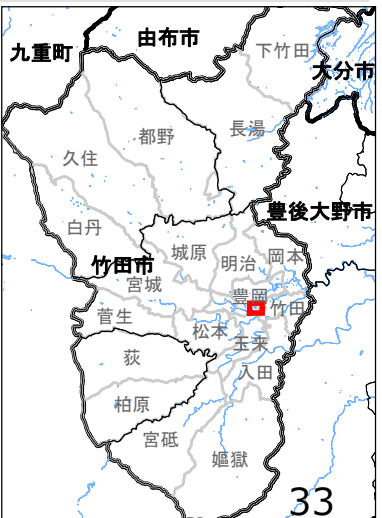 由布市
九重町
下竹田
大分市
都野
長湯
久住
豊後大野市
白丹
城原
岡本
明治
竹田市
宮城
豊岡
竹田
菅生
松本
玉来
荻
入田
柏原
宮砥
嫗獄
33